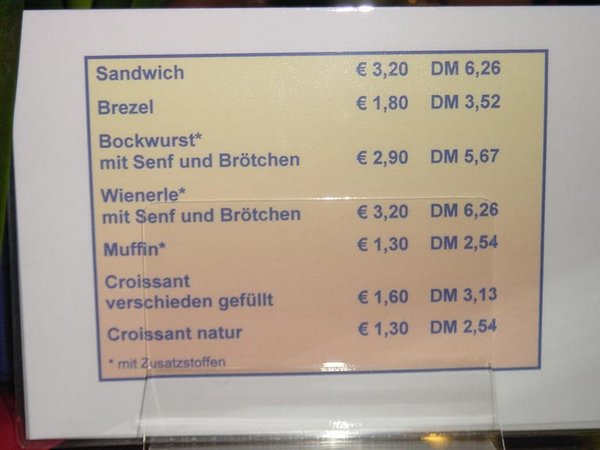 Sandwich € 3,20 DM 6,26
Brezel € 1,80 DM 3,52
Bockwurst*
mit Senf und Brötchen € 2,90 DM 5,67
Wienerle*
mit Senf und Brötchen € 3,20 DM 6,26
Muffin* € 1,30 DM 2,54
Croissant
verschieden gefüllt € 1,60 DM 3,13
Croissant natur € 1,30 DM 2,54
* mit Zusatzstoffen